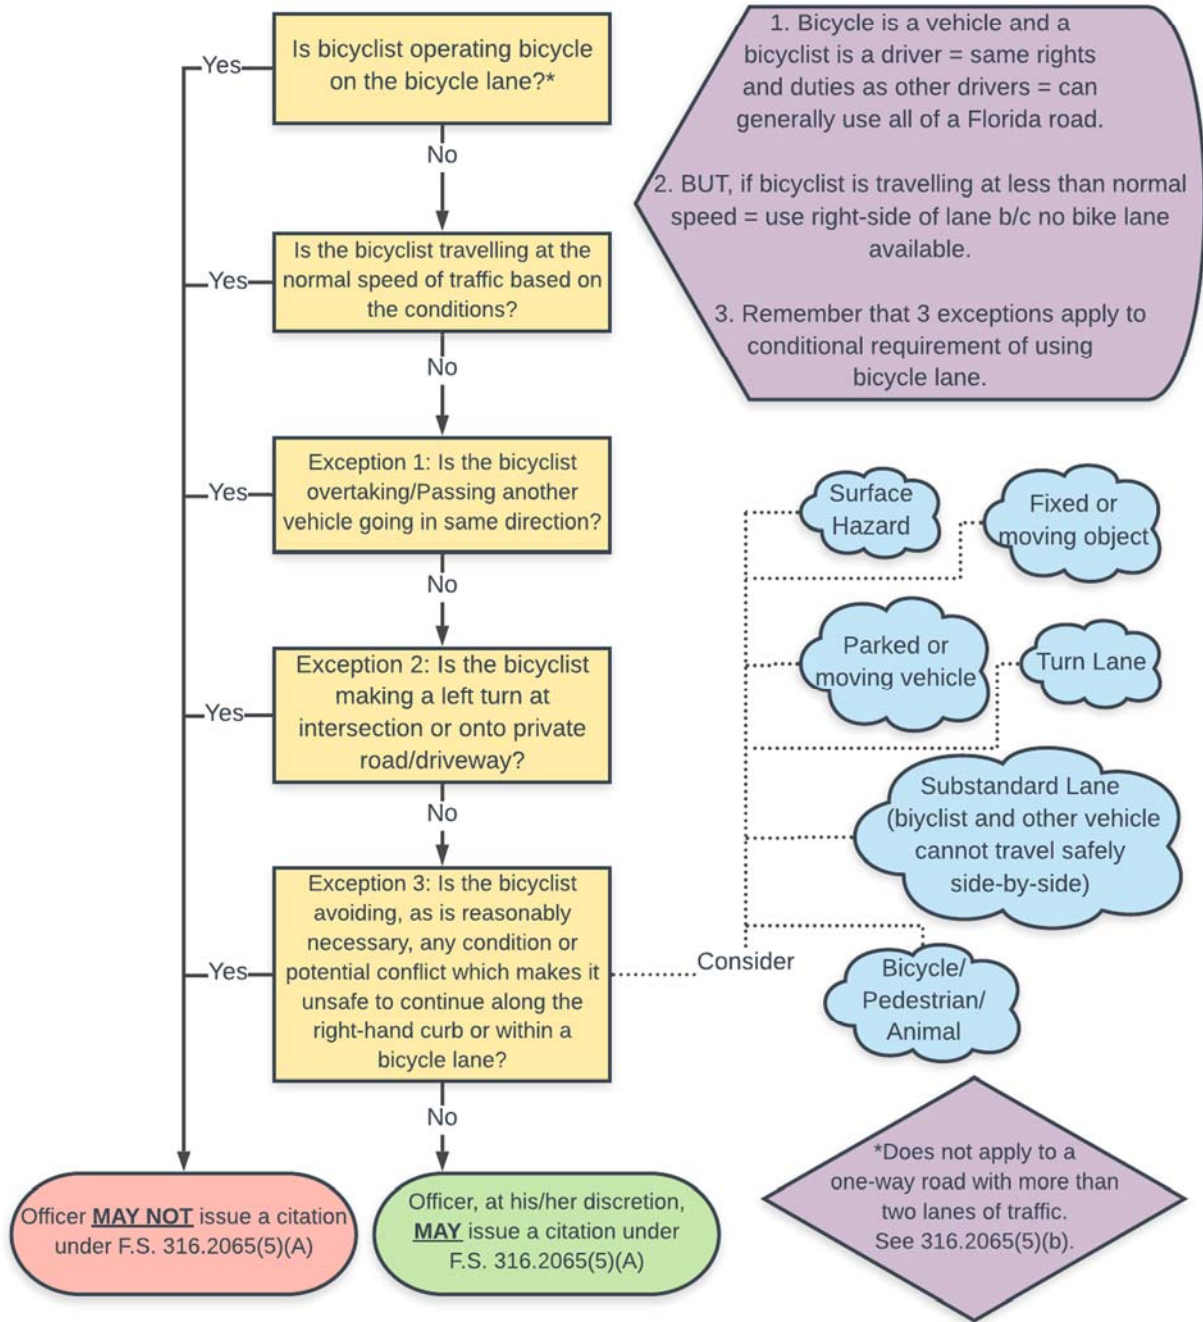 Is bicyclist operating bicycle
on the bicycle lane?*
Yes
No
Is the bicyclist travelling at the
normal speed of traffic based on
the conditions?
Yes
No
Exception 1: Is the bicyclist
overtaking/Passing another
vehicle going in same direction?
Yes
No
Exception 2: Is the bicyclist
making a left turn at
intersection or onto private
road/driveway?
Yes
No
Exception 3: Is the bicyclist
avoiding, as is reasonably
necessary, any condition or
potential conflict which makes it
unsafe to continue along the
right-hand curb or within a
bicycle lane?
Yes
No
Officer MAY NOT issue a citation
under F.S. 316.2065(5)(A)
Officer, at his/her discretion,
MAY issue a citation under
F.S. 316.2065(5)(A)
1. Bicycle is a vehicle and a
bicyclist is a driver = same rights
and duties as other drivers = can
generally use all of a Florida road.
2. BUT, if bicyclist is travelling at less than normal
speed = use right-side of lane b/c no bike lane
available.
3. Remember that 3 exceptions apply to
conditional requirement of using
bicycle lane.
Consider
Surface
Hazard
Fixed or
moving object
Parked or
moving vehicle
Turn Lane
Substandard Lane
(biyclist and other vehicle
cannot travel safely
side-by-side)
Bicycle/
Pedestrian/
Animal
*Does not apply to a
one-way road with more than
two lanes of traffic.
See 316.2065(5)(b).